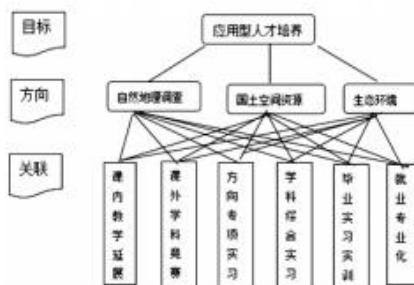 目标
应用型人才培养
方向
自然地理调查
国土空间资源
生态环境
关联
课内教学延展
课外学科竞赛
方向专项实习
学科综合实习
毕业实习实训
就业专业化